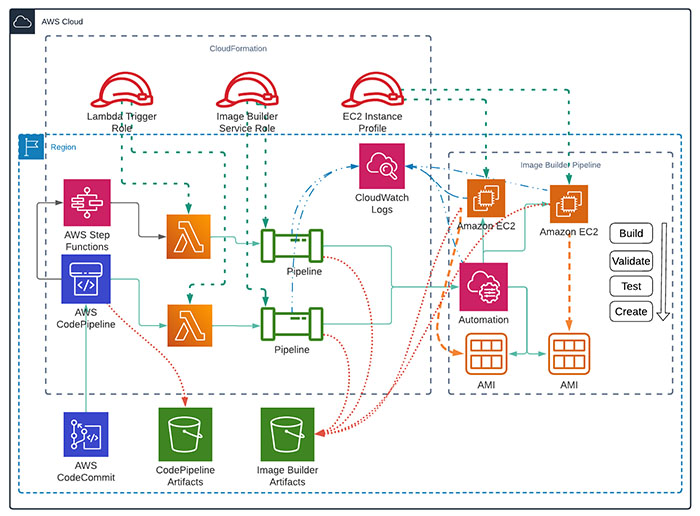 AWS Cloud
CloudFormation
Lambda Trigger
Role
Image Builder
Service Role
EC2 Instance
Profile
Region
Image Builder Pipeline
CloudWatch
Logs
AWS Step
Functions
Amazon EC2
Amazon EC2
Build
Pipeline
Validate
Test
AWS
CodePipeline
Automation
Create
Pipeline
AMI
AMI
AWS
CodeCommit
CodePipeline
Artifacts
Image Builder
Artifacts